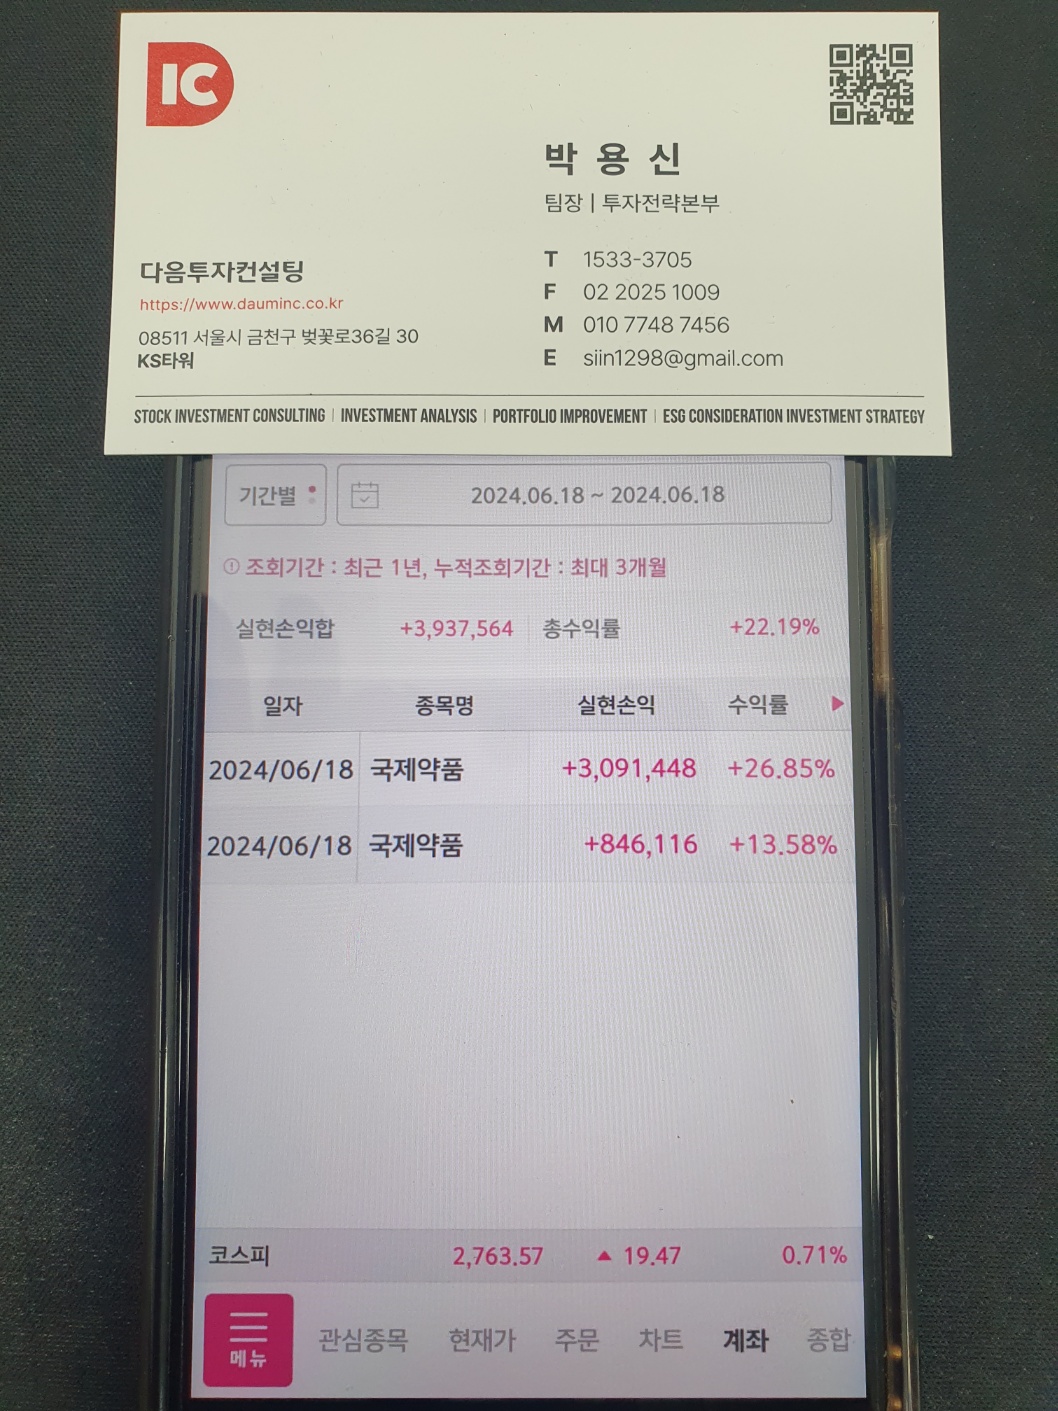 IC
박 용 신
팀장 | 투자전략본부
T 1533-3705
F 02 2025 1009
M 010 7748 7456
E siin1298@gmail.com
다음투자컨설팅
https://www.dauminc.co.kr
08511 서울시 금천구 벚꽃로36길 30
KS타워
STOCK INVESTMENT CONSULTING | INVESTMENT ANALYSIS | PORTFOLIO IMPROVEMENT | ESG CONSIDERATION INVESTMENT STRATEGY
기간별 2024.06.18 ~ 2024.06.18
조회기간 : 최근 1년, 누적조회기간 : 최대 3개월
실현손익합 +3,937,564 총수익률 +22.19%
일자 종목명 실현손익 수익률
2024/06/18 국제약품 +3,091,448 +26.85%
2024/06/18 국제약품 +846,116 +13.58%
코스피 2,763.57 ▲ 19.47 0.71%
메뉴 관심종목 현재가 주문 차트 계좌 종합